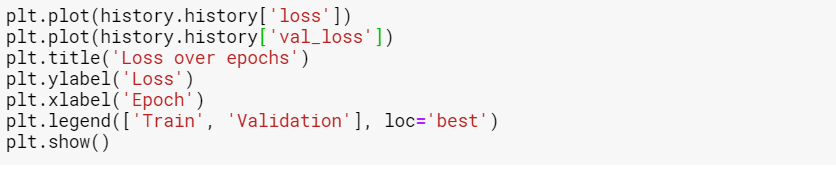 plt.plot(history.history['loss'])
plt.plot(history.history['val_loss'])
plt.title('Loss over epochs')
plt.ylabel('Loss')
plt.xlabel('Epoch')
plt.legend(['Train', 'Validation'], loc='best')
plt.show()